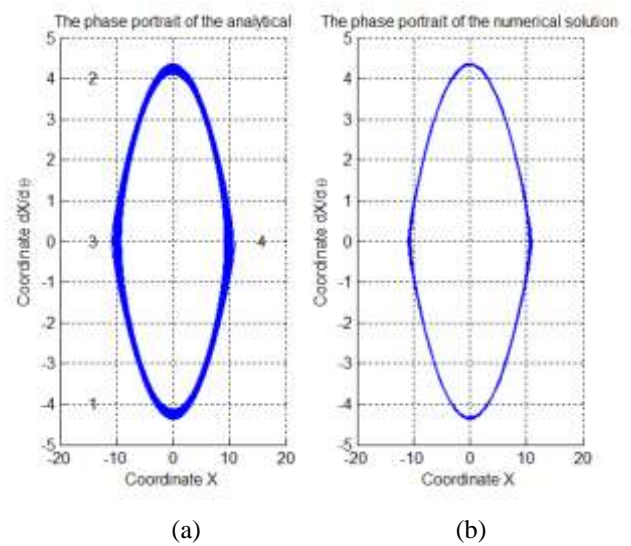 The phase portrait of the analytical
5
4
3
2
1
0
-1
-2
-3
-4
-5
2
3
4
1
-20 -10 0 10 20
Coordinate dX/dθ
Coordinate X
(a)
The phase portrait of the numerical solution
5
4
3
2
1
0
-1
-2
-3
-4
-5
-20 -10 0 10 20
Coordinate dX/dθ
Coordinate X
(b)